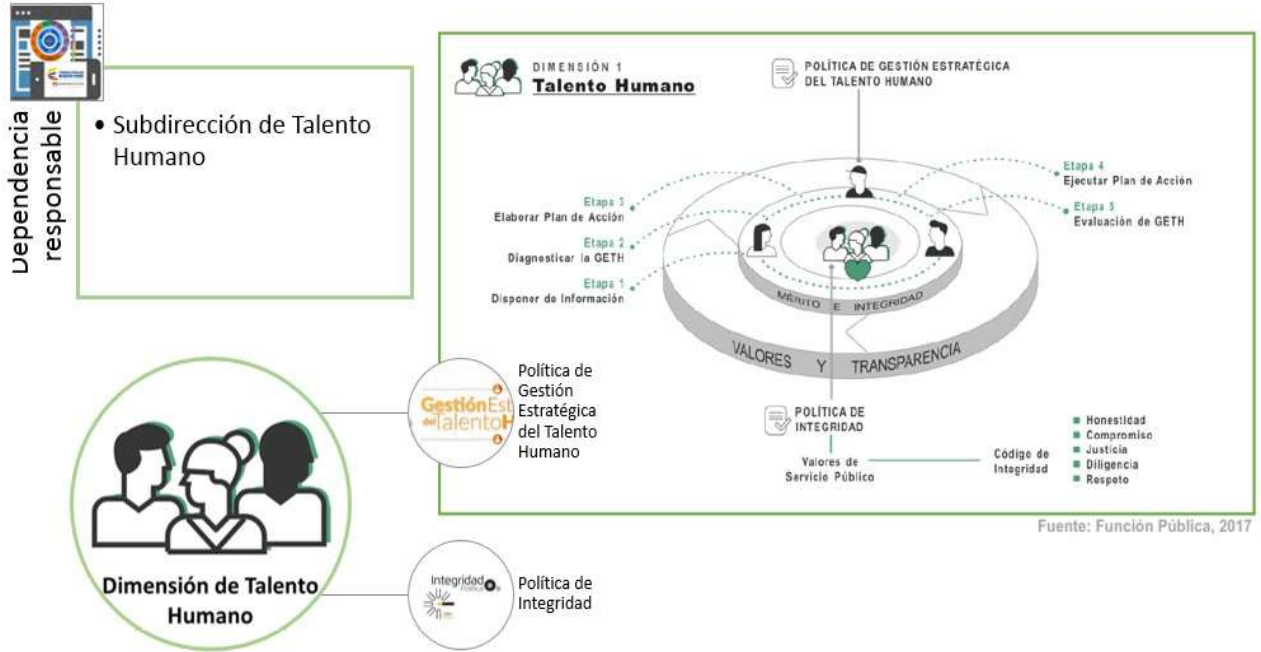 Dependencia
responsable
• Subdirección de Talento
Humano
DIMENSIÓN 1
Talento Humano
POLÍTICA DE GESTIÓN ESTRATÉGICA
DEL TALENTO HUMANO
Etapa 4
Ejecutar Plan de Acción
Etapa 5
Evaluación de GETH
Etapa 3
Elaborar Plan de Acción
Etapa 2
Diagnosticar la GETH
Etapa 1
Disponer de Información
MÉRITO E INTEGRIDAD
VALORES Y TRANSPARENCIA
POLÍTICA DE
INTEGRIDAD
Valores de
Servicio Público
Código de
Integridad
Honestidad
Compromiso
Justicia
Diligencia
Respeto
Fuente: Función Pública, 2017
GestiónEst
delTalentoH
Política de
Gestión
Estratégica
del Talento
Humano
Dimensión de Talento
Humano
Integridad
Política de
Integridad